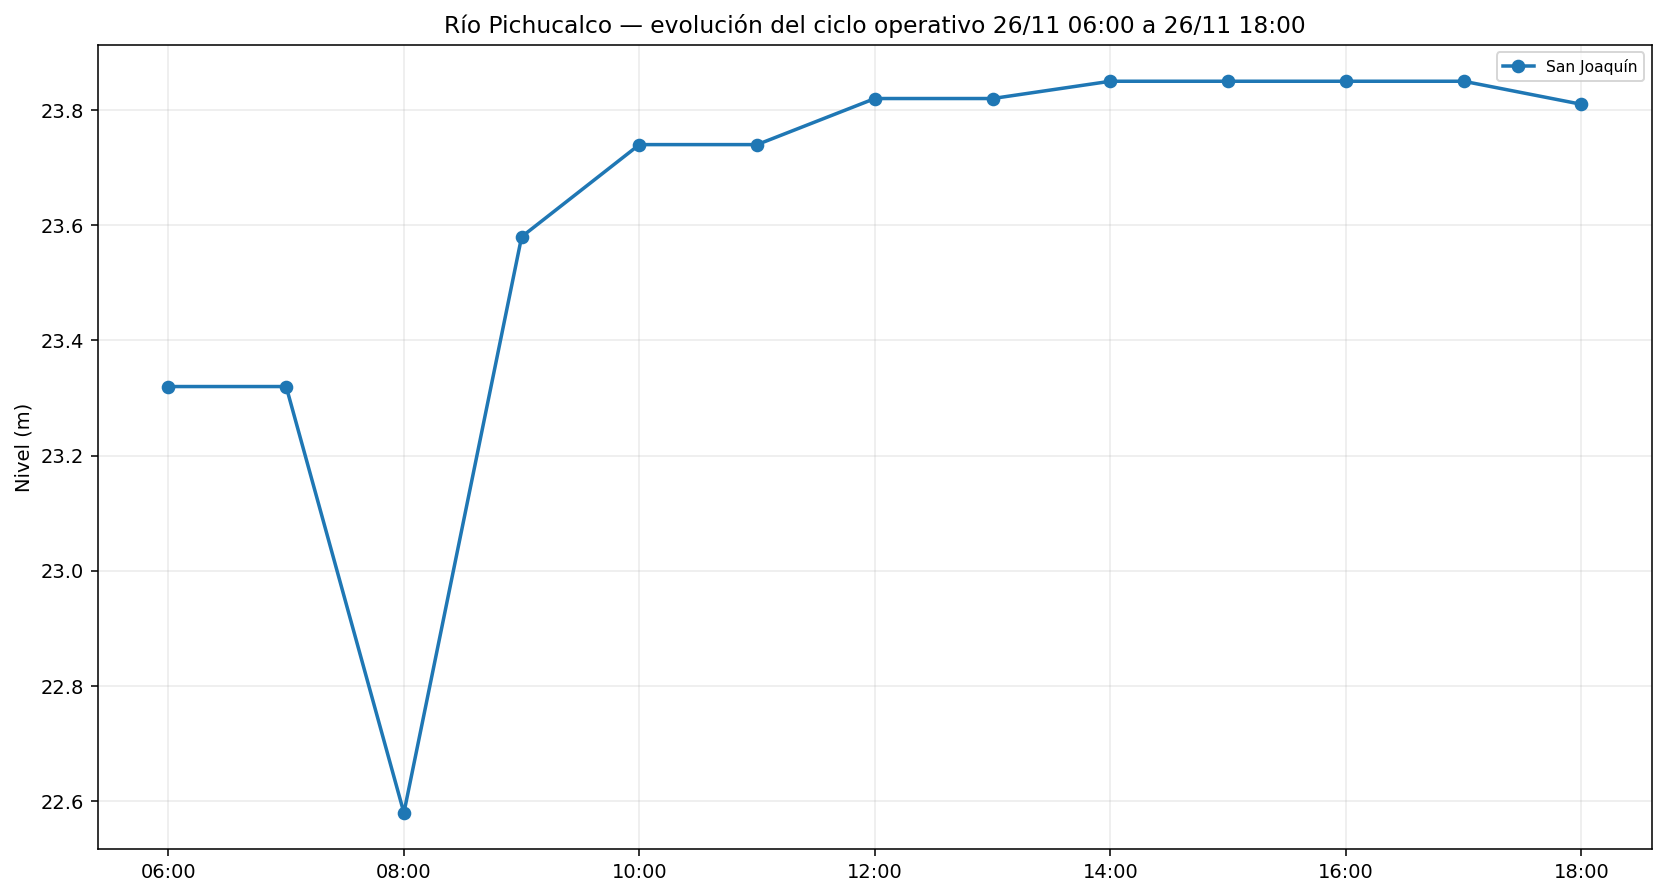 Río Pichucalco — evolución del ciclo operativo 26/11 06:00 a 26/11 18:00
San Joaquín
23.8
23.6
23.4
23.2
23.0
22.8
22.6
Nivel (m)
06:00 08:00 10:00 12:00 14:00 16:00 18:00